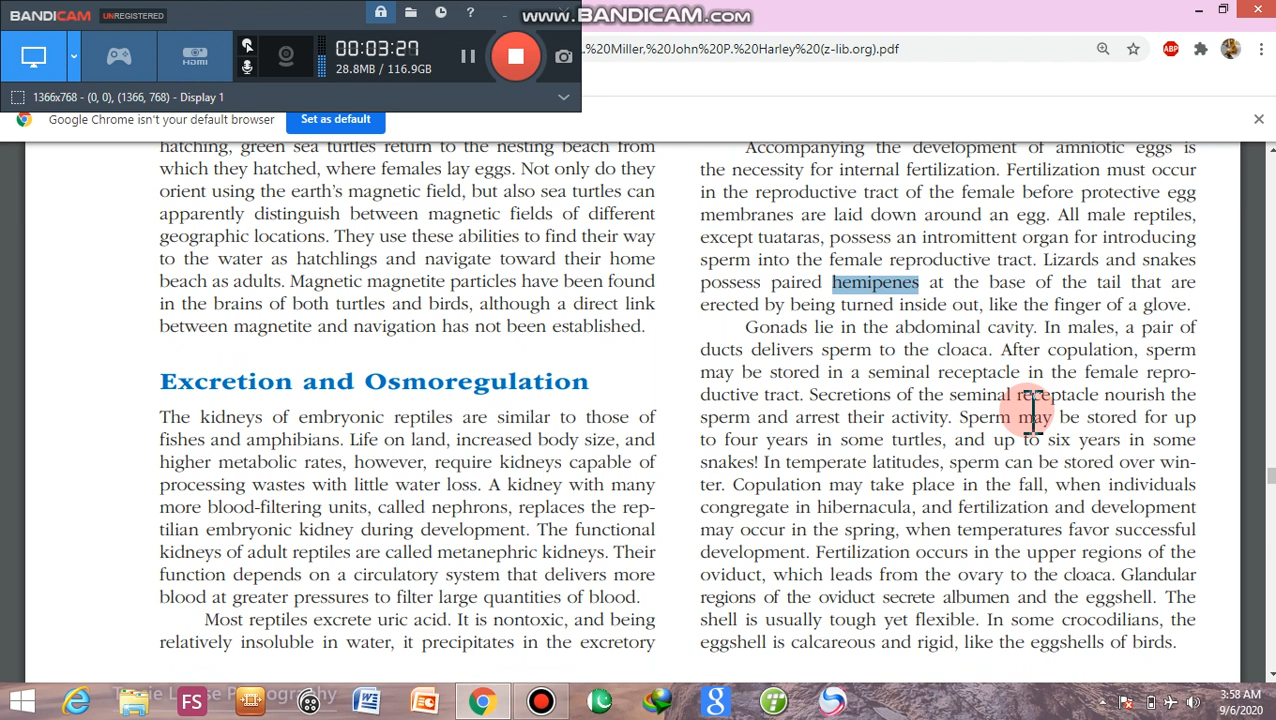 BANDICAM UNREGISTERED
www.BANDICAM.com
00:03:27
28.8MB / 116.9GB
HDMI
1366x768 - (0, 0), (1366, 768) - Display 1
.%20Miller,%20John%20P.%20Harley(z-lib.org).pdf
ABP
Google Chrome isn't your default browser
Set as default
hatching, green sea turtles return to the nesting beach from
which they hatched, where females lay eggs. Not only do they
orient using the earth's magnetic field, but also sea turtles can
apparently distinguish between magnetic fields of different
geographic locations. They use these abilities to find their way
to the water as hatchlings and navigate toward their home
beach as adults. Magnetic magnetite particles have been found
in the brains of both turtles and birds, although a direct link
between magnetite and navigation has not been established.
Excretion and Osmoregulation
The kidneys of embryonic reptiles are similar to those of
fishes and amphibians. Life on land, increased body size, and
higher metabolic rates, however, require kidneys capable of
processing wastes with little water loss. A kidney with many
more blood-filtering units, called nephrons, replaces the rep-
tilian embryonic kidney during development. The functional
kidneys of adult reptiles are called metanephric kidneys. Their
function depends on a circulatory system that delivers more
blood at greater pressures to filter large quantities of blood.
Most reptiles excrete uric acid. It is nontoxic, and being
relatively insoluble in water, it precipitates in the excretory
Accompanying the development of amniotic eggs is
the necessity for internal fertilization. Fertilization must occur
in the reproductive tract of the female before protective egg
membranes are laid down around an egg. All male reptiles,
except tuataras, possess an intromittent organ for introducing
sperm into the female reproductive tract. Lizards and snakes
possess paired hemipenes at the base of the tail that are
erected by being turned inside out, like the finger of a glove.
Gonads lie in the abdominal cavity. In males, a pair of
ducts delivers sperm to the cloaca. After copulation, sperm
may be stored in a seminal receptacle in the female repro-
ductive tract. Secretions of the seminal receptacle nourish the
sperm and arrest their activity. Sperm may be stored for up
to four years in some turtles, and up to six years in some
snakes! In temperate latitudes, sperm can be stored over win-
ter. Copulation may take place in the fall, when individuals
congregate in hibernacula, and fertilization and development
may occur in the spring, when temperatures favor successful
development. Fertilization occurs in the upper regions of the
oviduct, which leads from the ovary to the cloaca. Glandular
regions of the oviduct secrete albumen and the eggshell. The
shell is usually tough yet flexible. In some crocodilians, the
eggshell is calcareous and rigid, like the eggshells of birds.
FS
3:58 AM
9/6/2020